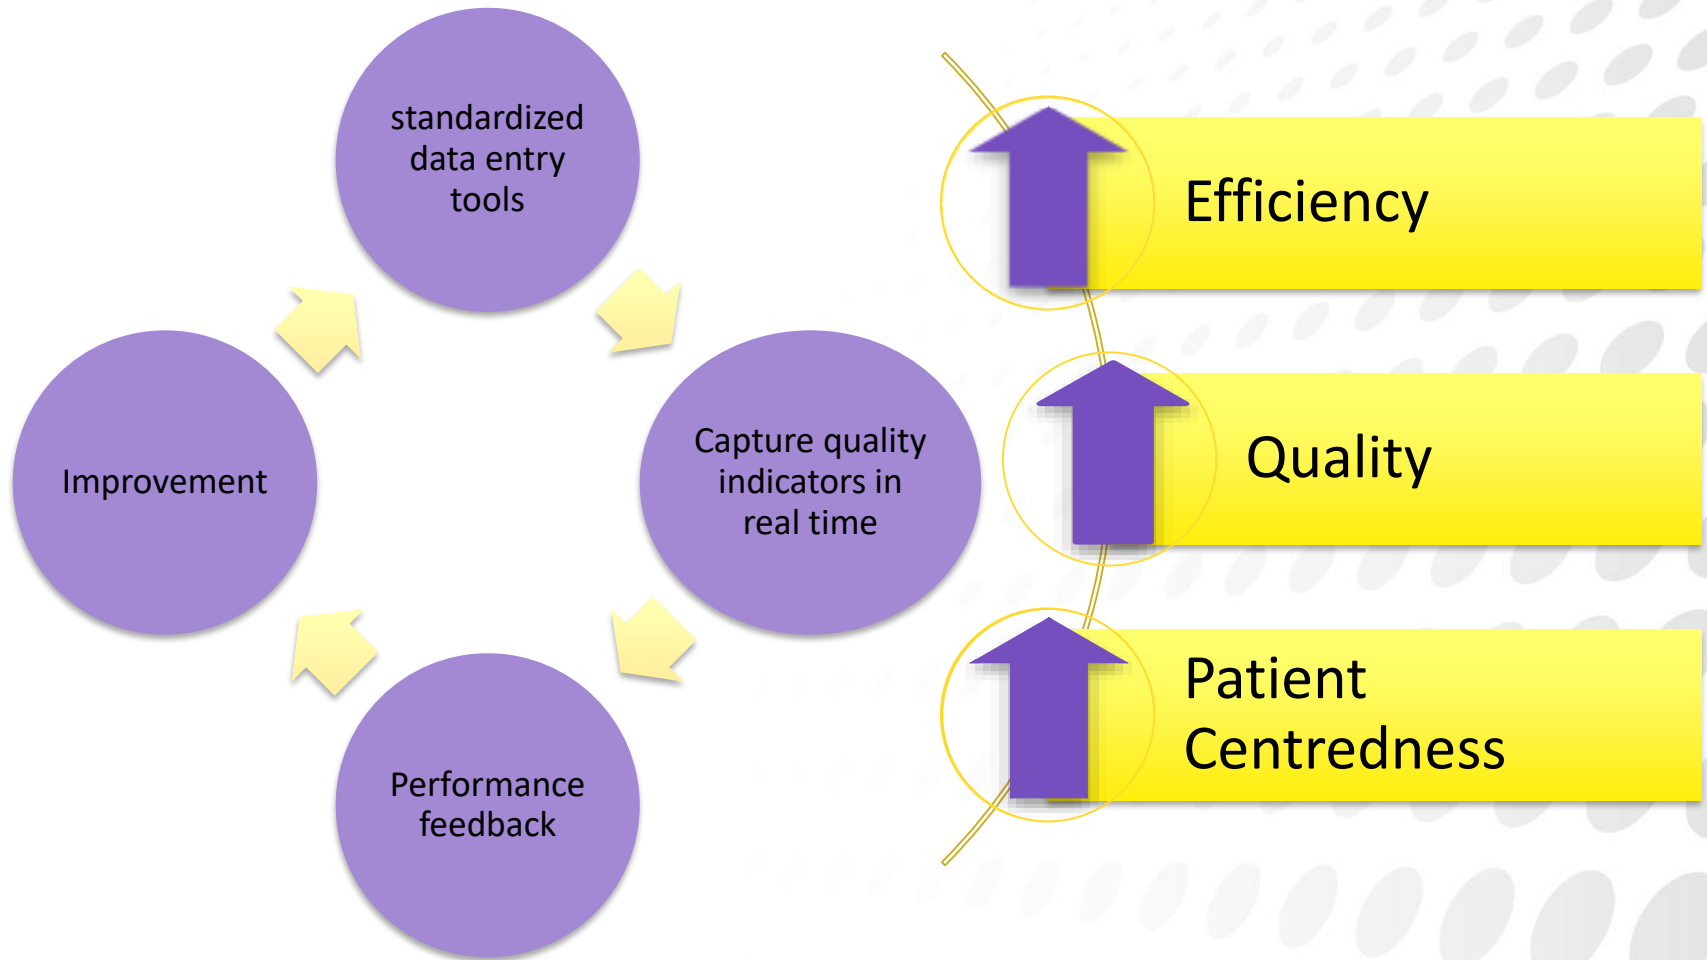 standardized
data entry
tools
Capture quality
indicators in
real time
Performance
feedback
Improvement
Efficiency
Quality
Patient
Centredness